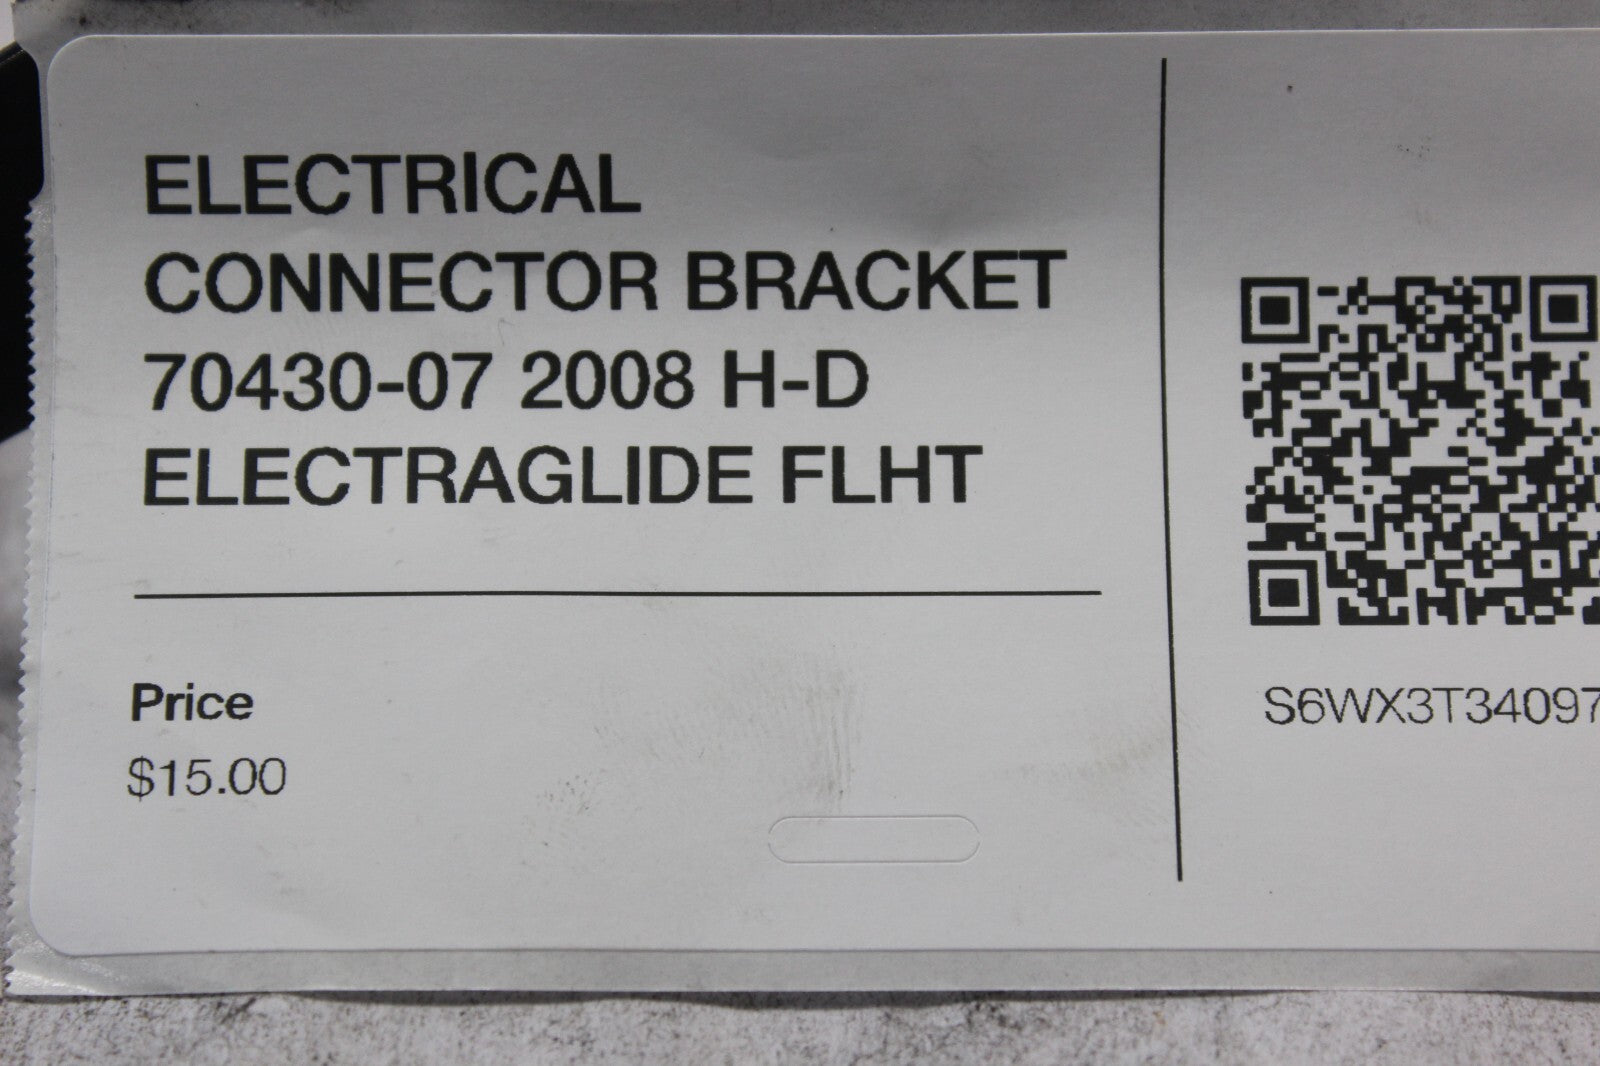 ELECTRICAL
CONNECTOR BRACKET
70430-07 2008 H-D
ELECTRAGLIDE FLHT
Price
$15.00
S6WX3T34097